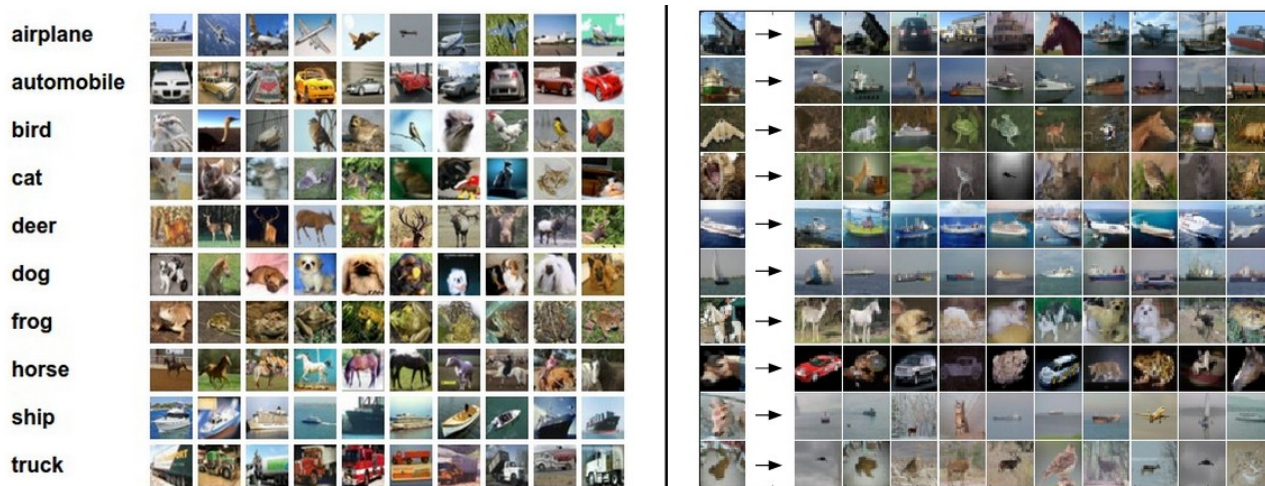 airplane
automobile
bird
cat
deer
dog
frog
horse
ship
truck